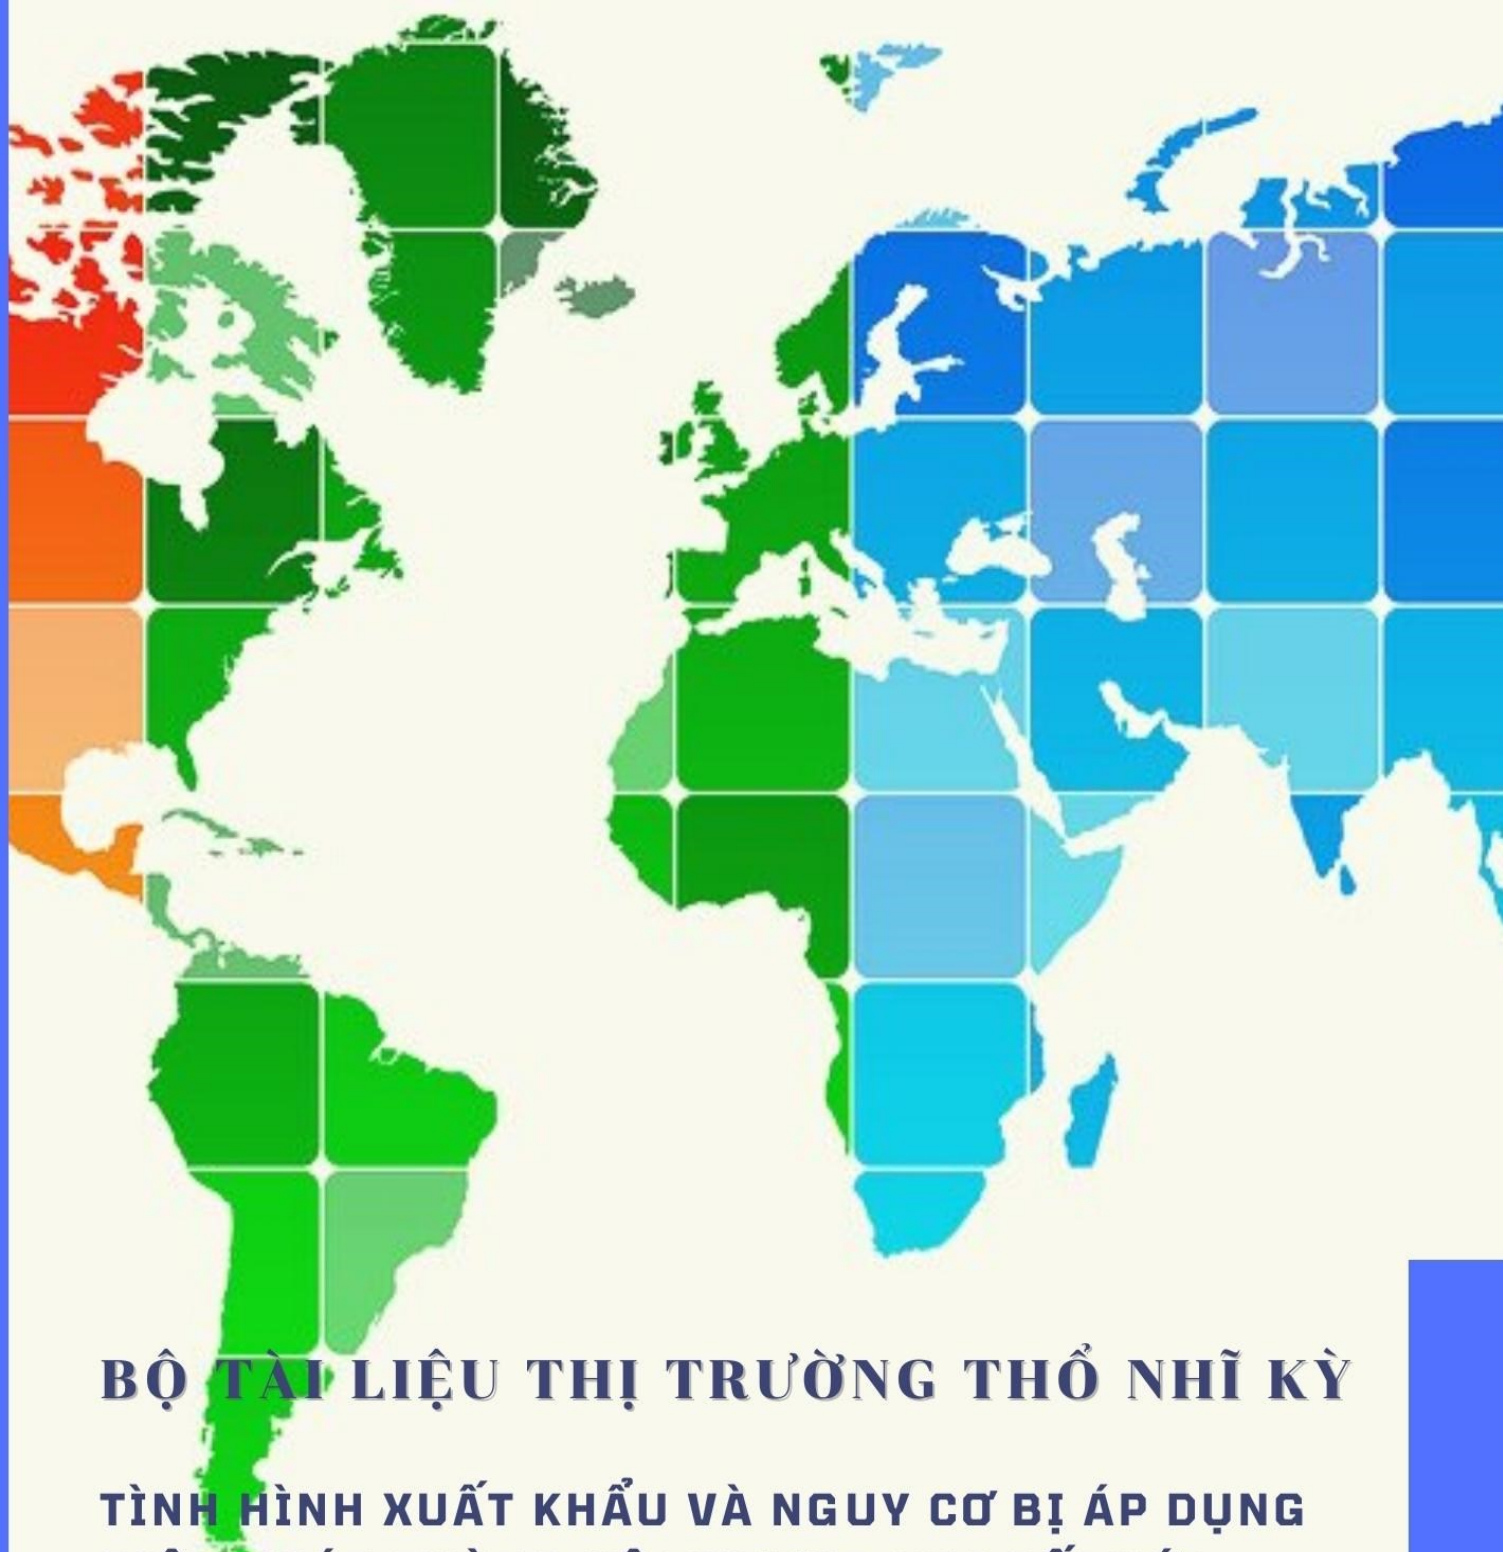 BỘ TÀI LIỆU THỊ TRƯỜNG THỔ NHĨ KỲ
TÌNH HÌNH XUẤT KHẨU VÀ NGUY CƠ BỊ ÁP DỤNG